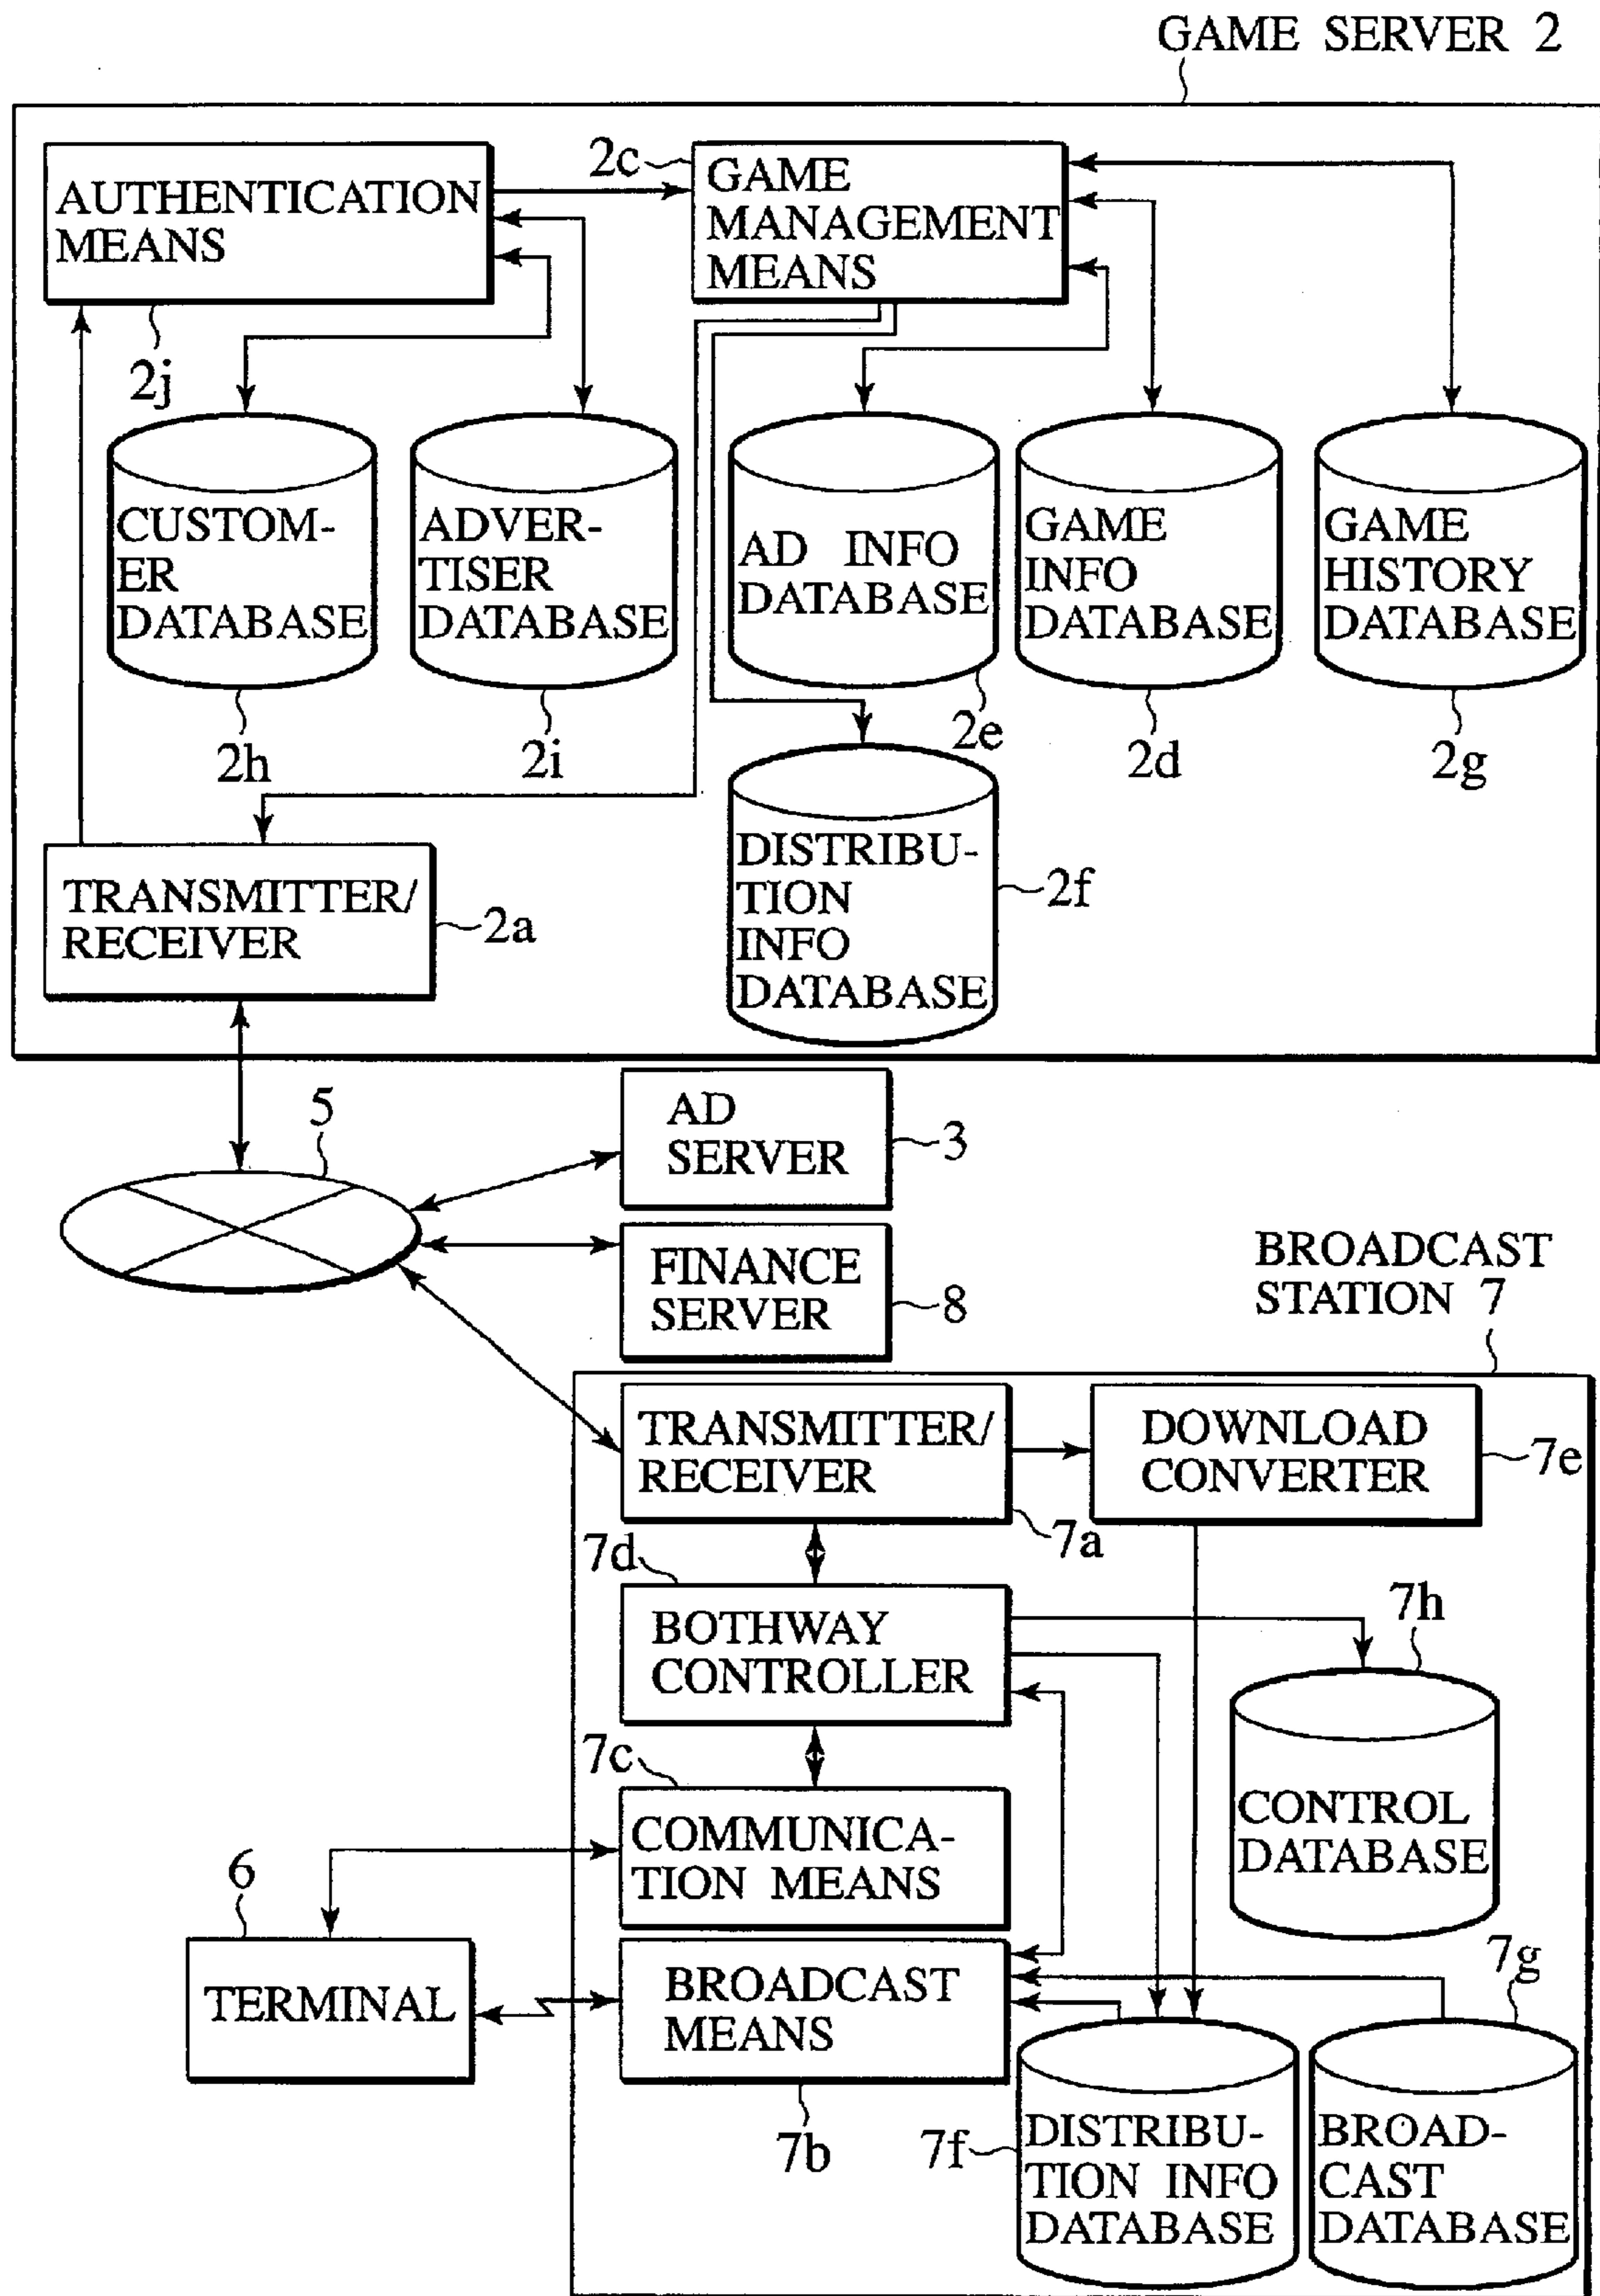 GAME SERVER 2
AUTHENTICATION
MEANS
2j
2c
GAME
MANAGEMENT
MEANS
CUSTOM-
ER
DATABASE
2h
ADVER-
TISER
DATABASE
2i
AD INFO
DATABASE
2e
GAME
INFO
DATABASE
2d
GAME
HISTORY
DATABASE
2g
DISTRIBU-
TION
INFO
DATABASE
2f
TRANSMITTER/
RECEIVER
2a
5
AD
SERVER
3
FINANCE
SERVER
8
BROADCAST
STATION 7
TRANSMITTER/
RECEIVER
7a
DOWNLOAD
CONVERTER
7e
7d
BOTHWAY
CONTROLLER
7h
CONTROL
DATABASE
7c
COMMUNICA-
TION MEANS
6
TERMINAL
BROADCAST
MEANS
7b
7f
DISTRIBU-
TION INFO
DATABASE
7g
BROAD-
CAST
DATABASE